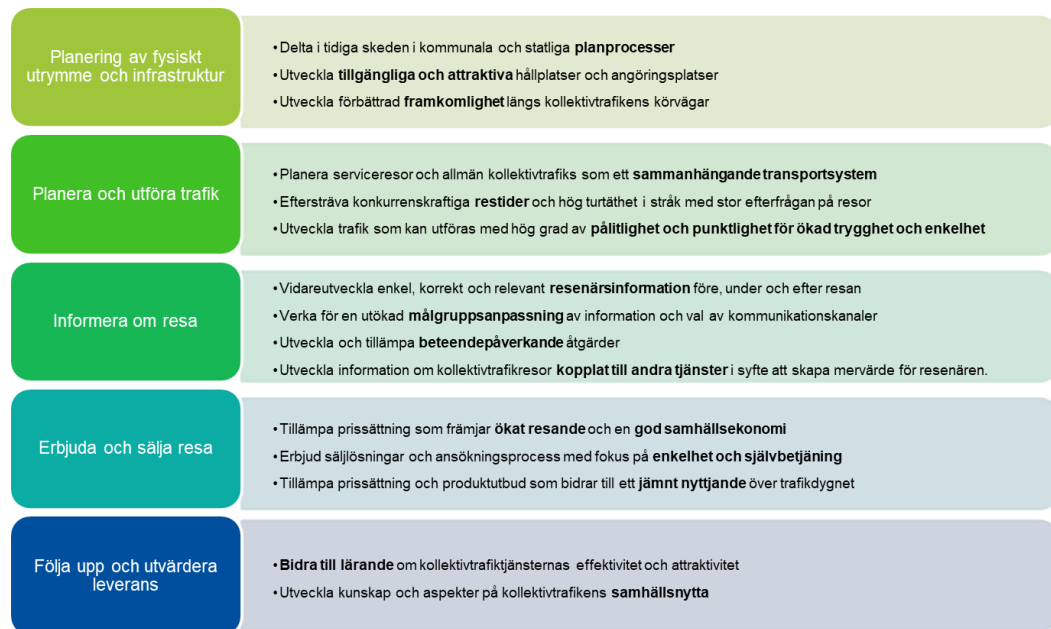 Planering av fysiskt
utrymme och infrastruktur
• Delta i tidiga skeden i kommunala och statliga planprocesser
• Utveckla tillgängliga och attraktiva hållplatser och angöringsplatser
• Utveckla förbättrad framkomlighet längs kollektivtrafikens körvägar
Planera och utföra trafik
• Planera serviceresor och allmän kollektivtrafiks som ett sammanhängande transportsystem
• Eftersträva konkurrenskraftiga restider och hög turtäthet i stråk med stor efterfrågan på resor
• Utveckla trafik som kan utföras med hög grad av pålitlighet och punktlighet för ökad trygghet och enkelhet
Informera om resa
• Vidareutveckla enkel, korrekt och relevant resenärsinformation före, under och efter resan
• Verka för en utökad målgruppsanpassning av information och val av kommunikationskanaler
• Utveckla och tillämpa beteendepåverkande åtgärder
• Utveckla information om kollektivtrafikresor kopplat till andra tjänster i syfte att skapa mervärde för resenären.
Erbjuda och sälja resa
• Tillämpa prissättning som främjar ökat resande och en god samhällsekonomi
• Erbjud säljlösningar och ansökningsprocess med fokus på enkelhet och självbetjäning
• Tillämpa prissättning och produktutbud som bidrar till ett jämnt nyttjande över trafikdygnet
Följa upp och utvärdera
leverans
• Bidra till lärande om kollektivtrafiktjänsternas effektivitet och attraktivitet
• Utveckla kunskap och aspekter på kollektivtrafikens samhällsnytta